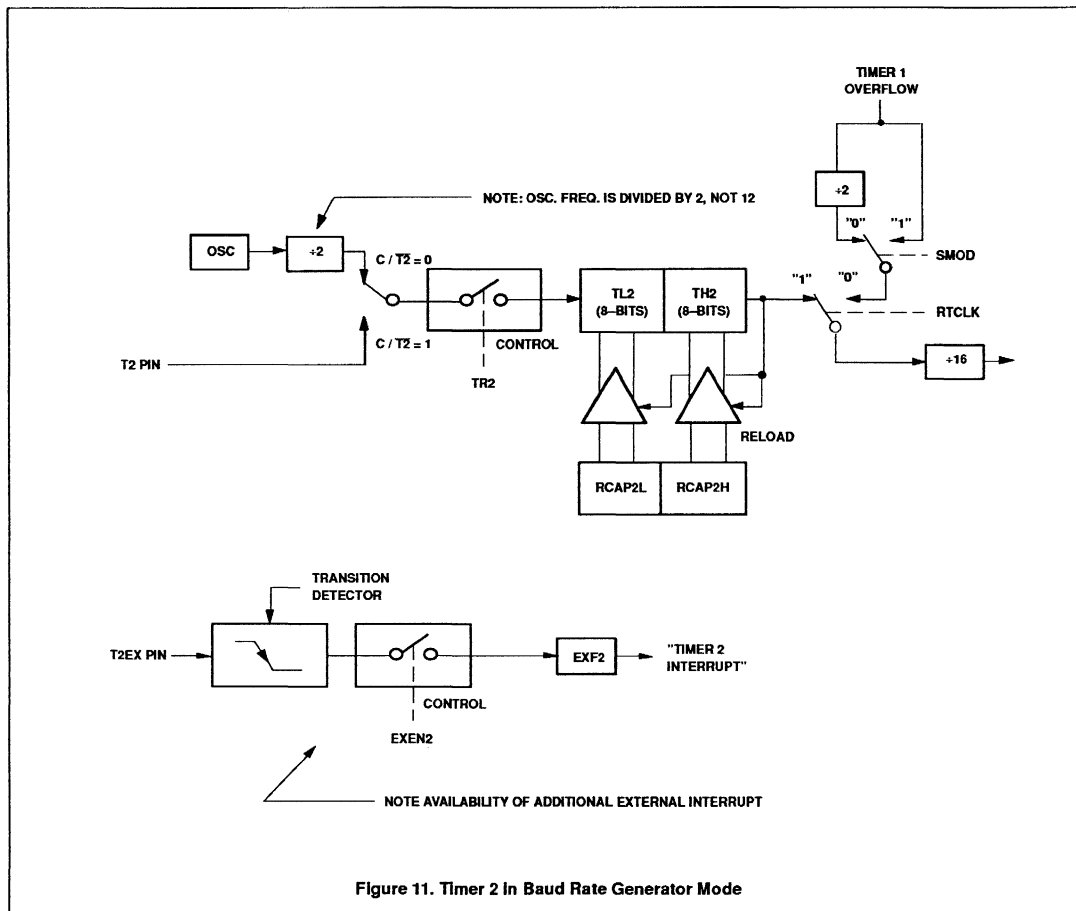 TIMER 1
OVERFLOW
÷2
NOTE: OSC. FREQ. IS DIVIDED BY 2, NOT 12
"0" "1"
OSC
÷2
C / T2̅ = 0
SMOD
TL2
(8–BITS)
TH2
(8–BITS)
"1" "0"
RTCLK
C / T2̅ = 1
CONTROL
T2 PIN
÷16
TR2
RELOAD
RCAP2L
RCAP2H
TRANSITION
DETECTOR
T2EX PIN
EXF2
"TIMER 2
INTERRUPT"
CONTROL
EXEN2
NOTE AVAILABILITY OF ADDITIONAL EXTERNAL INTERRUPT
Figure 11. Timer 2 in Baud Rate Generator Mode